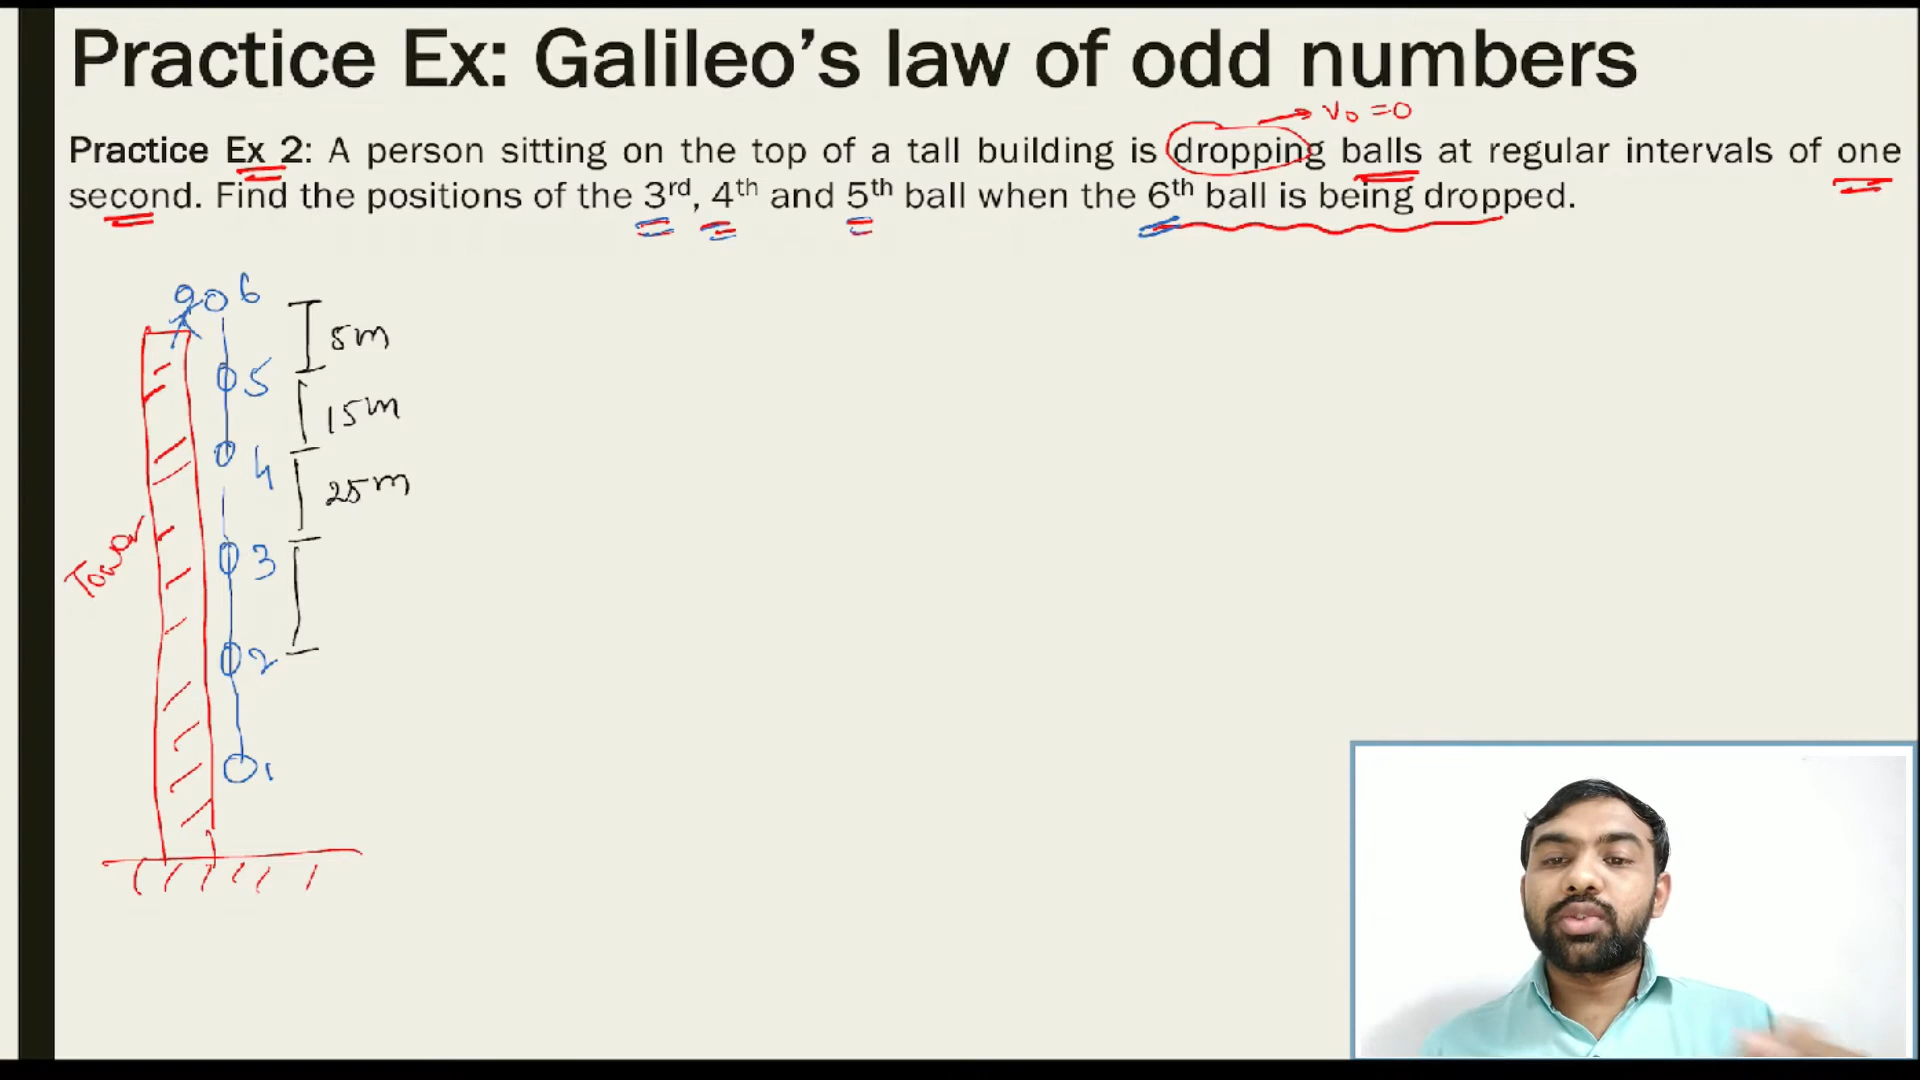 Practice Ex: Galileo's law of odd numbers
v₀ = 0
Practice Ex 2: A person sitting on the top of a tall building is dropping balls at regular intervals of one
second. Find the positions of the 3rd, 4th and 5th ball when the 6th ball is being dropped.
6
5m
5
15m
4
25m
Tower
3
2
1